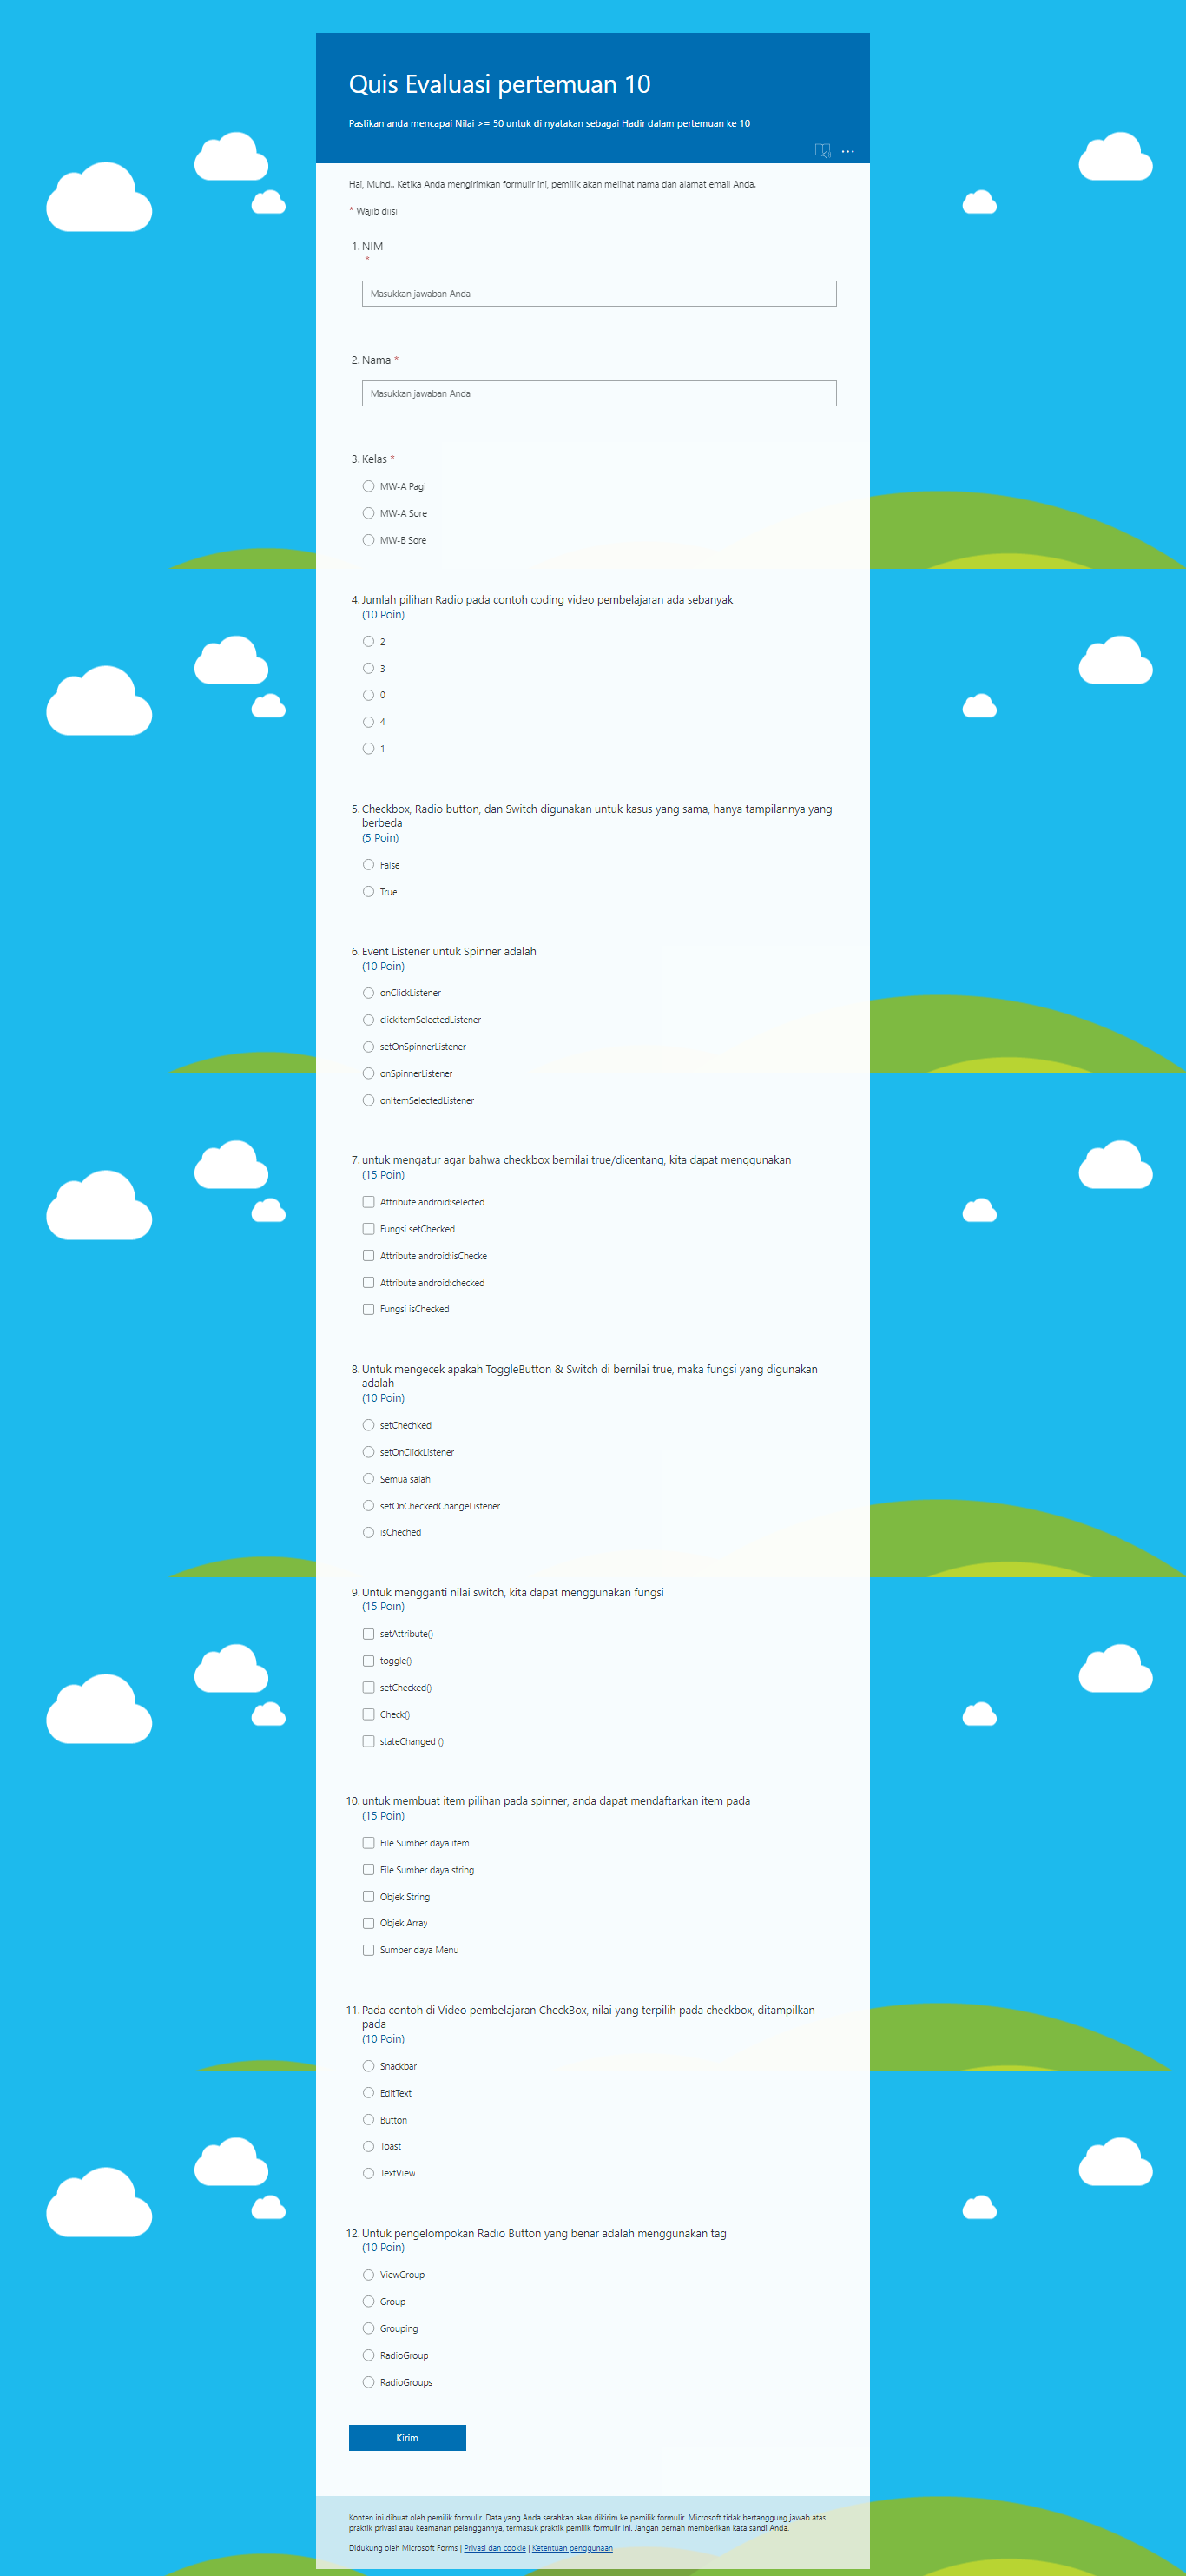 Quis Evaluasi pertemuan 10
Pastikan anda mencapai Nilai >= 50 untuk di nyatakan sebagai Hadir dalam pertemuan ke 10
Hai, Muhd.. Ketika Anda mengirimkan formulir ini, pemilik akan melihat nama dan alamat email Anda.
* Wajib diisi
1. NIM
*
Masukkan jawaban Anda
2. Nama *
Masukkan jawaban Anda
3. Kelas *
MW-A Pagi
MW-A Sore
MW-B Sore
4. Jumlah pilihan Radio pada contoh coding video pembelajaran ada sebanyak
(10 Poin)
2
3
0
4
1
5. Checkbox, Radio button, dan Switch digunakan untuk kasus yang sama, hanya tampilannya yang
berbeda
(5 Poin)
False
True
6. Event Listener untuk Spinner adalah
(10 Poin)
onClickListener
clickItemSelectedListener
setOnSpinnerListener
onSpinnerListener
onItemSelectedListener
7. untuk mengatur agar bahwa checkbox bernilai true/dicentang, kita dapat menggunakan
(15 Poin)
Attribute android:selected
Fungsi setChecked
Attribute android:isChecke
Attribute android:checked
Fungsi isChecked
8. Untuk mengecek apakah ToggleButton & Switch di bernilai true, maka fungsi yang digunakan
adalah
(10 Poin)
setChechked
setOnClickListener
Semua salah
setOnCheckedChangeListener
isCheched
9. Untuk mengganti nilai switch, kita dapat menggunakan fungsi
(15 Poin)
setAttribute()
toggle()
setChecked()
Check()
stateChanged ()
10. untuk membuat item pilihan pada spinner, anda dapat mendaftarkan item pada
(15 Poin)
File Sumber daya item
File Sumber daya string
Objek String
Objek Array
Sumber daya Menu
11. Pada contoh di Video pembelajaran CheckBox, nilai yang terpilih pada checkbox, ditampilkan
pada
(10 Poin)
Snackbar
EditText
Button
Toast
TextView
12. Untuk pengelompokan Radio Button yang benar adalah menggunakan tag
(10 Poin)
ViewGroup
Group
Grouping
RadioGroup
RadioGroups
Kirim
Konten ini dibuat oleh pemilik formulir. Data yang Anda serahkan akan dikirim ke pemilik formulir. Microsoft tidak bertanggung jawab atas
praktik privasi atau keamanan pelanggannya, termasuk praktik pemilik formulir ini. Jangan pernah memberikan kata sandi Anda.
Didukung oleh Microsoft Forms | Privasi dan cookie | Ketentuan penggunaan